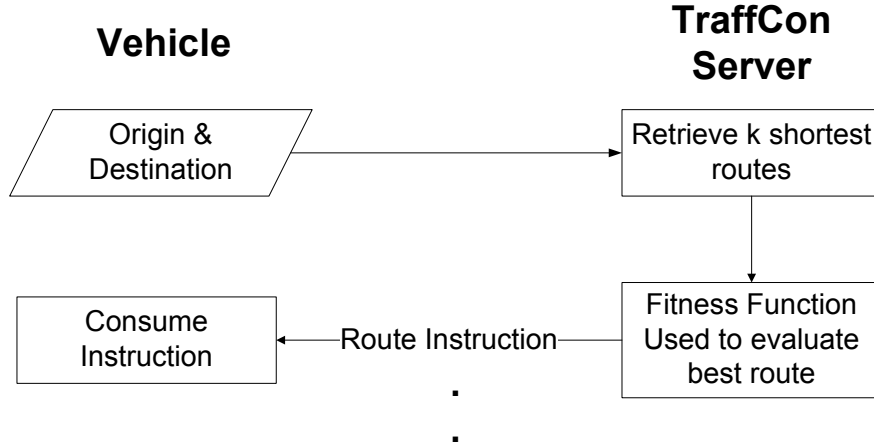 Vehicle
TraffCon
Server
Origin &
Destination
Retrieve k shortest
routes
Consume
Instruction
Route Instruction
Fitness Function
Used to evaluate
best route
.
.